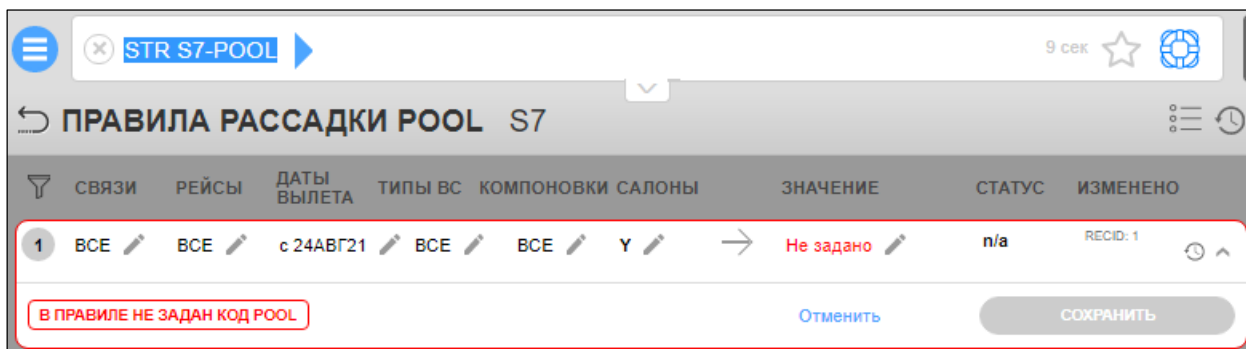 STR S7-POOL
9 сек
ПРАВИЛА РАССАДКИ POOL S7
СВЯЗИ РЕЙСЫ ДАТЫ ВЫЛЕТА ТИПЫ ВС КОМПОНОВКИ САЛОНЫ ЗНАЧЕНИЕ СТАТУС ИЗМЕНЕНО
1 ВСЕ ВСЕ с 24АВГ21 ВСЕ ВСЕ Y Не задано n/a RECID: 1
В ПРАВИЛЕ НЕ ЗАДАН КОД POOL Отменить СОХРАНИТЬ